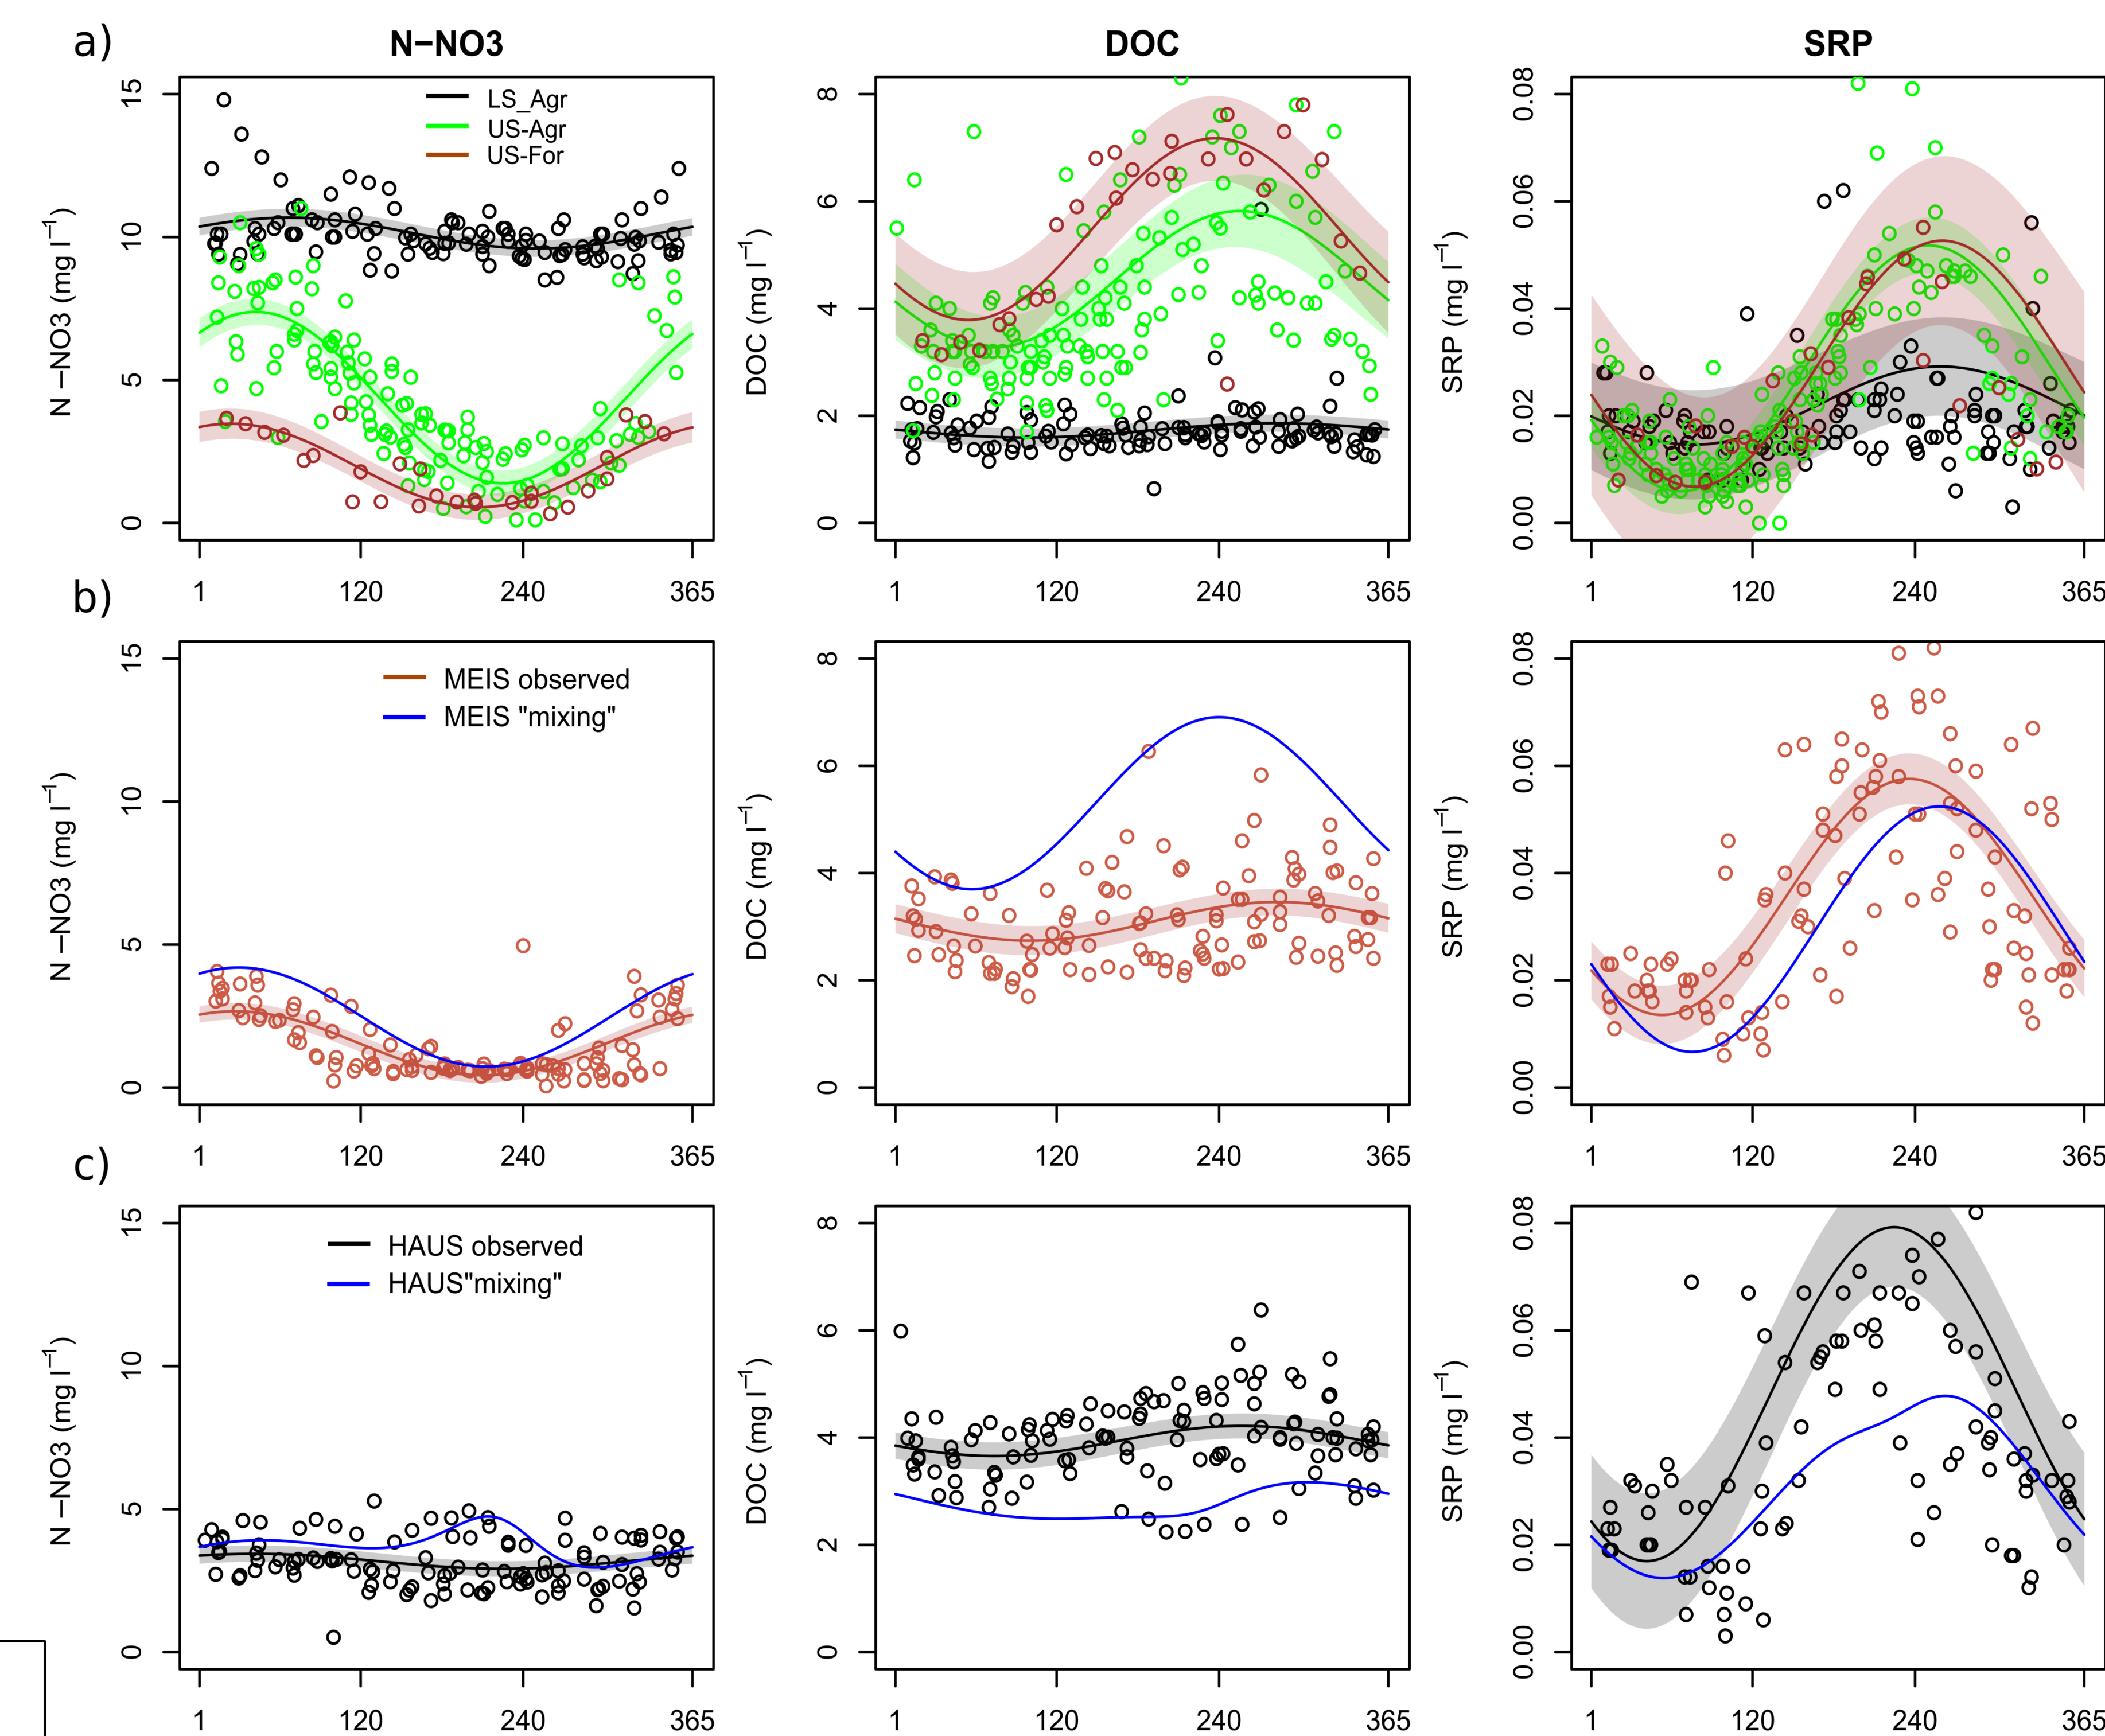 a)
N−NO3
DOC
SRP
N −NO3 (mg l−1)
15
10
5
0
LS_Agr
US-Agr
US-For
1 120 240 365
DOC (mg l−1)
8
6
4
2
0
1 120 240 365
SRP (mg l−1)
0.08
0.06
0.04
0.02
0.00
1 120 240 365
b)
N −NO3 (mg l−1)
15
10
5
0
MEIS observed
MEIS "mixing"
1 120 240 365
DOC (mg l−1)
8
6
4
2
0
1 120 240 365
SRP (mg l−1)
0.08
0.06
0.04
0.02
0.00
1 120 240 365
c)
N −NO3 (mg l−1)
15
10
5
0
HAUS observed
HAUS"mixing"
1 120 240 365
DOC (mg l−1)
8
6
4
2
0
1 120 240 365
SRP (mg l−1)
0.08
0.06
0.04
0.02
0.00
1 120 240 365